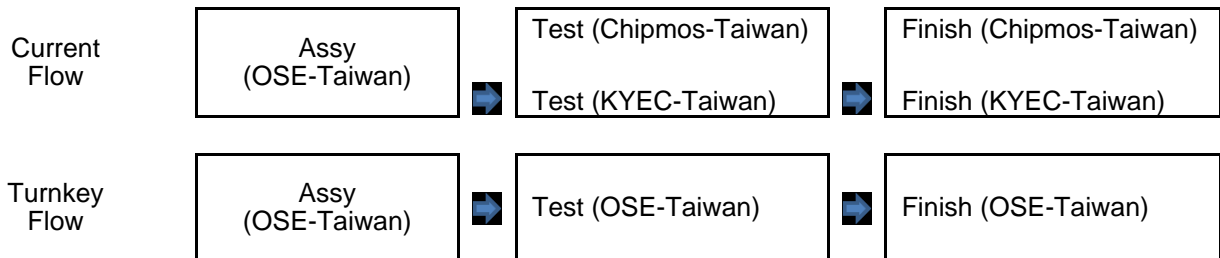 Current
Flow
Assy
(OSE-Taiwan)
Test (Chipmos-Taiwan)
Test (KYEC-Taiwan)
Finish (Chipmos-Taiwan)
Finish (KYEC-Taiwan)
Turnkey
Flow
Assy
(OSE-Taiwan)
Test (OSE-Taiwan)
Finish (OSE-Taiwan)